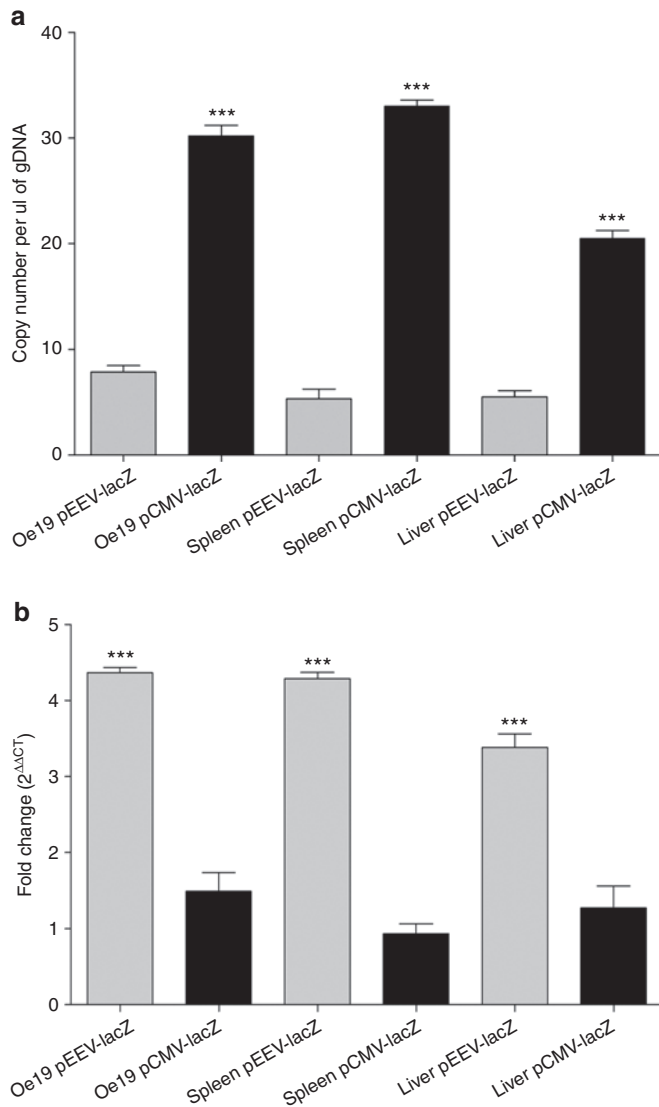 a
Copy number per ul of gDNA
40
30
20
10
0
***
***
***
Oe19 pEEV-lacZ
Oe19 pCMV-lacZ
Spleen pEEV-lacZ
Spleen pCMV-lacZ
Liver pEEV-lacZ
Liver pCMV-lacZ
b
Fold change (2^ΔΔCT)
5
4
3
2
1
0
***
***
***
Oe19 pEEV-lacZ
Oe19 pCMV-lacZ
Spleen pEEV-lacZ
Spleen pCMV-lacZ
Liver pEEV-lacZ
Liver pCMV-lacZ